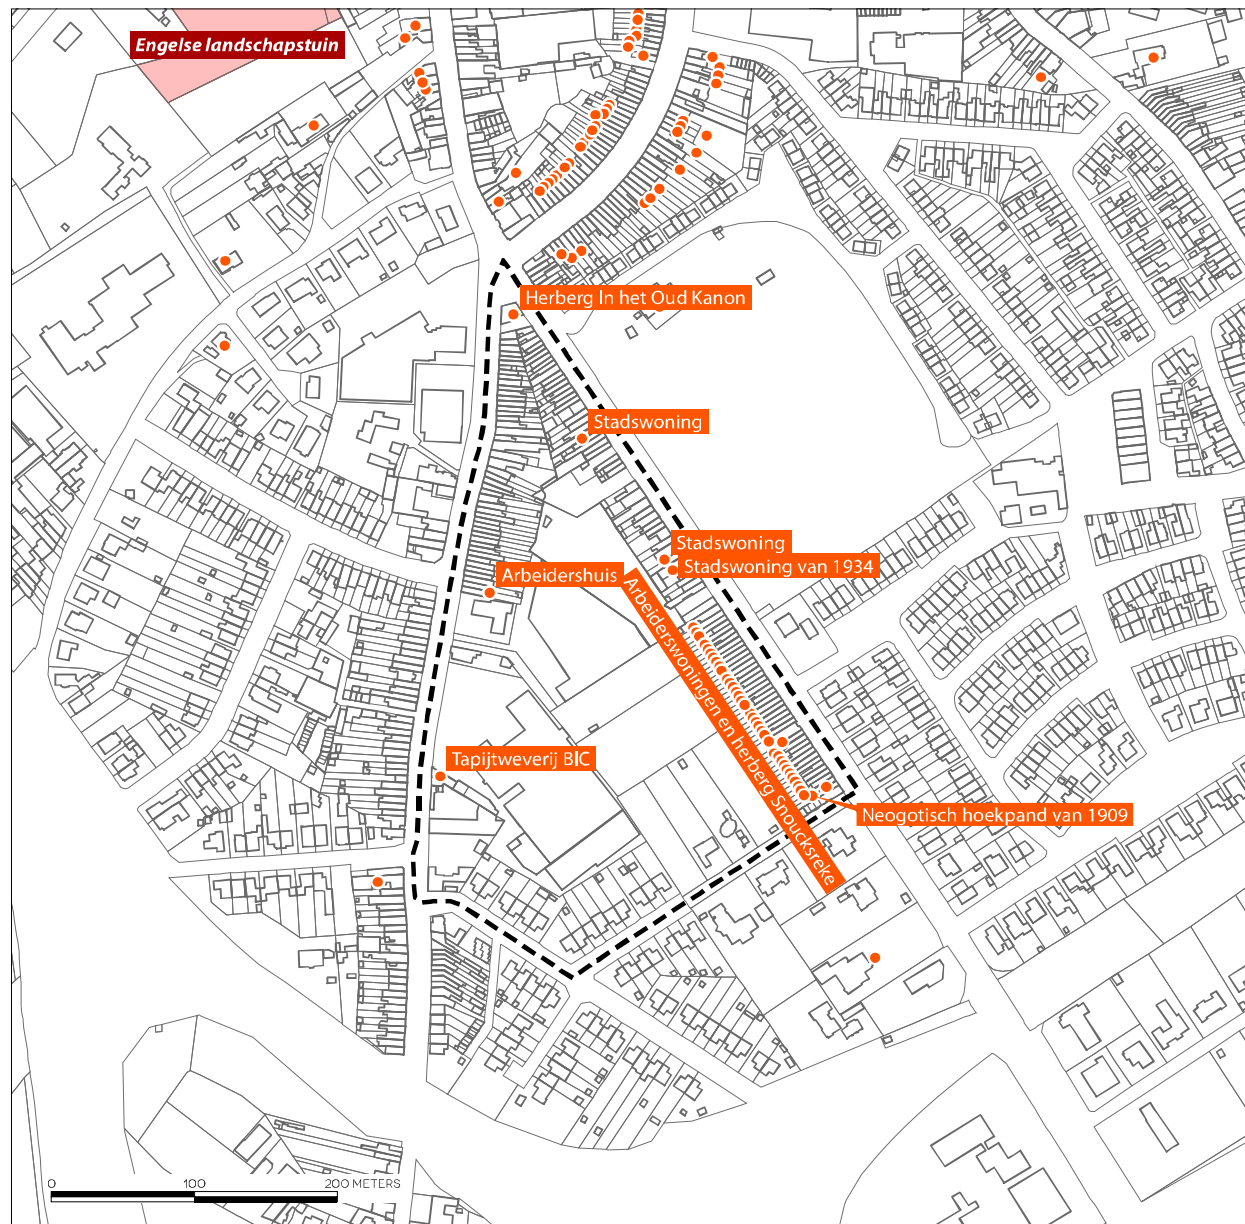 Engelse landschapstuin
Herberg In het Oud Kanon
Stadswoning
Stadswoning
Stadswoning van 1934
Arbeidershuis
Arbeiderswoningen en herberg Snoucksreke
Tapijtweverij BIC
Neogotisch hoekpand van 1909
0 100 200 METERS